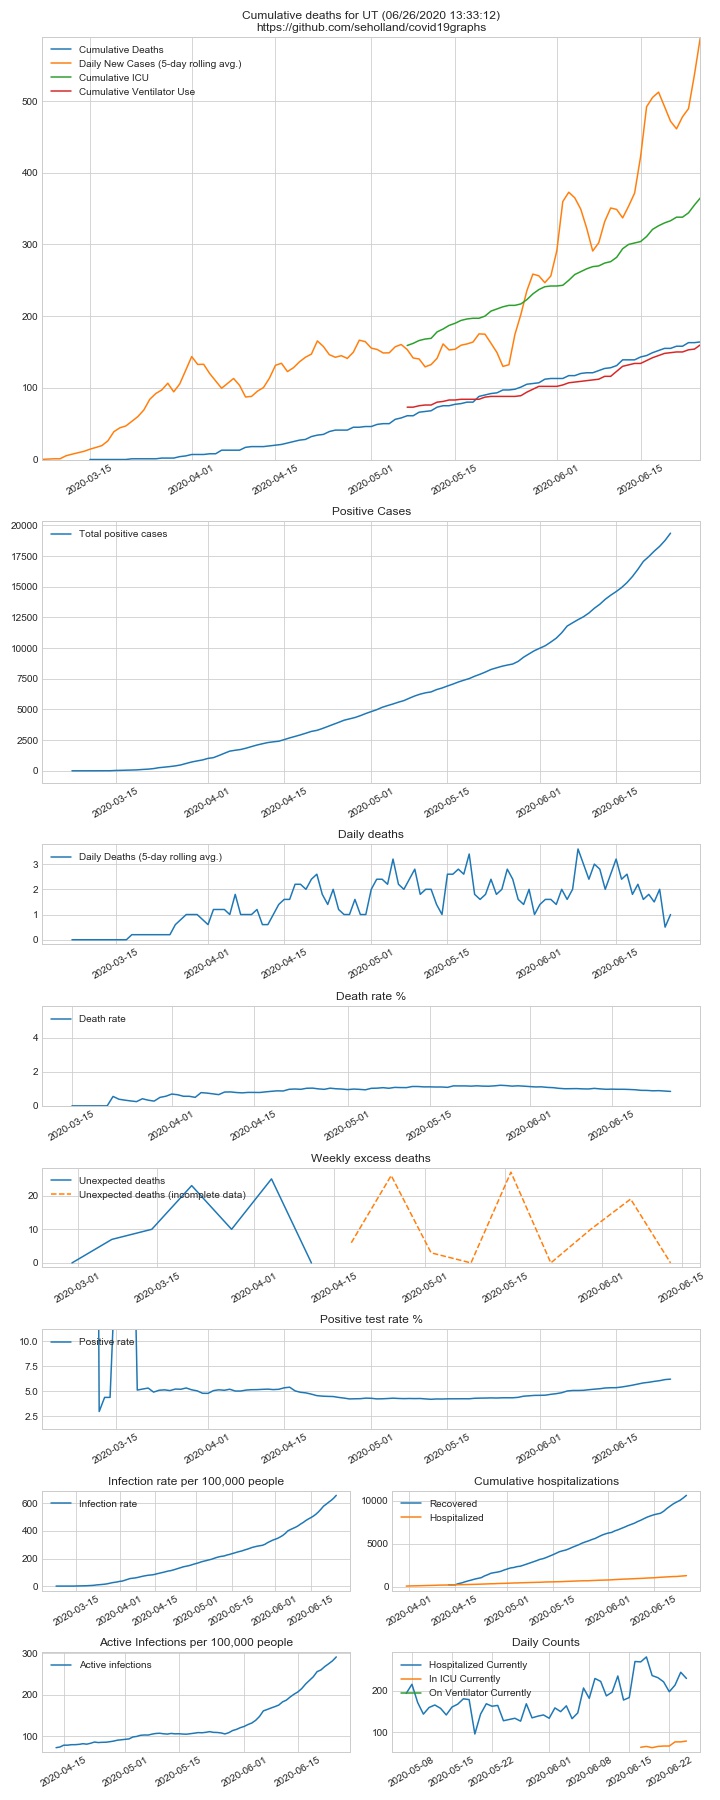 Cumulative deaths for UT (06/26/2020 13:33:12)
https://github.com/seholland/covid19graphs
Cumulative Deaths
Daily New Cases (5-day rolling avg.)
Cumulative ICU
Cumulative Ventilator Use
500
400
300
200
100
0
2020-03-15 2020-04-01 2020-04-15 2020-05-01 2020-05-15 2020-06-01 2020-06-15
Positive Cases
Total positive cases
20000
17500
15000
12500
10000
7500
5000
2500
0
2020-03-15 2020-04-01 2020-04-15 2020-05-01 2020-05-15 2020-06-01 2020-06-15
Daily deaths
Daily Deaths (5-day rolling avg.)
3
2
1
0
2020-03-15 2020-04-01 2020-04-15 2020-05-01 2020-05-15 2020-06-01 2020-06-15
Death rate %
Death rate
4
2
0
2020-03-15 2020-04-01 2020-04-15 2020-05-01 2020-05-15 2020-06-01 2020-06-15
Weekly excess deaths
Unexpected deaths
Unexpected deaths (incomplete data)
20
10
0
2020-03-01 2020-03-15 2020-04-01 2020-04-15 2020-05-01 2020-05-15 2020-06-01 2020-06-15
Positive test rate %
Positive rate
10.0
7.5
5.0
2.5
2020-03-15 2020-04-01 2020-04-15 2020-05-01 2020-05-15 2020-06-01 2020-06-15
Infection rate per 100,000 people
Infection rate
600
400
200
0
2020-03-15 2020-04-01 2020-04-15 2020-05-01 2020-05-15 2020-06-01 2020-06-15
Cumulative hospitalizations
Recovered
Hospitalized
10000
5000
0
2020-04-01 2020-04-15 2020-05-01 2020-05-15 2020-06-01 2020-06-15
Active Infections per 100,000 people
Active infections
300
200
100
2020-04-15 2020-05-01 2020-05-15 2020-06-01 2020-06-15
Daily Counts
Hospitalized Currently
In ICU Currently
On Ventilator Currently
200
100
2020-05-08 2020-05-15 2020-05-22 2020-06-01 2020-06-08 2020-06-15 2020-06-22